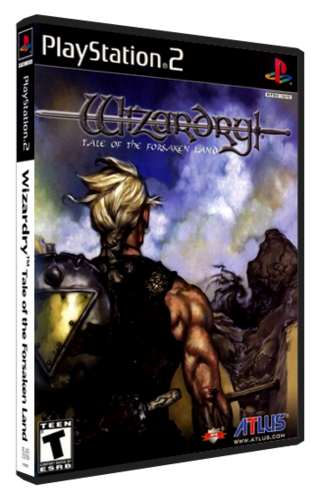 PlayStation®2
NTSC U/C
Wizardry
TALE OF THE FORSAKEN LAND
PlayStation®2
Wizardry™ Tale of the Forsaken Land
TEEN
T
ESRB
ATLUS®
WWW.ATLUS.COM